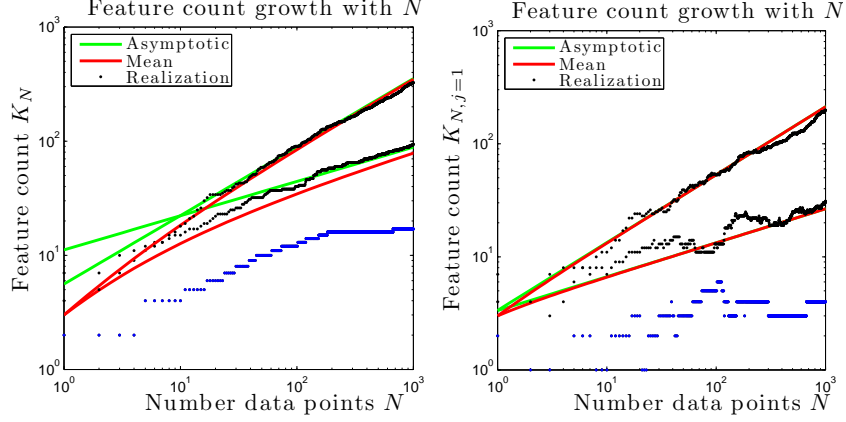 Feature count growth with N
Asymptotic
Mean
Realization
Feature count K_N
10^3
10^2
10^1
10^0
10^0
10^1
10^2
10^3
Number data points N
Feature count growth with N
Asymptotic
Mean
Realization
Feature count K_{N,j=1}
10^3
10^2
10^1
10^0
10^0
10^1
10^2
10^3
Number data points N